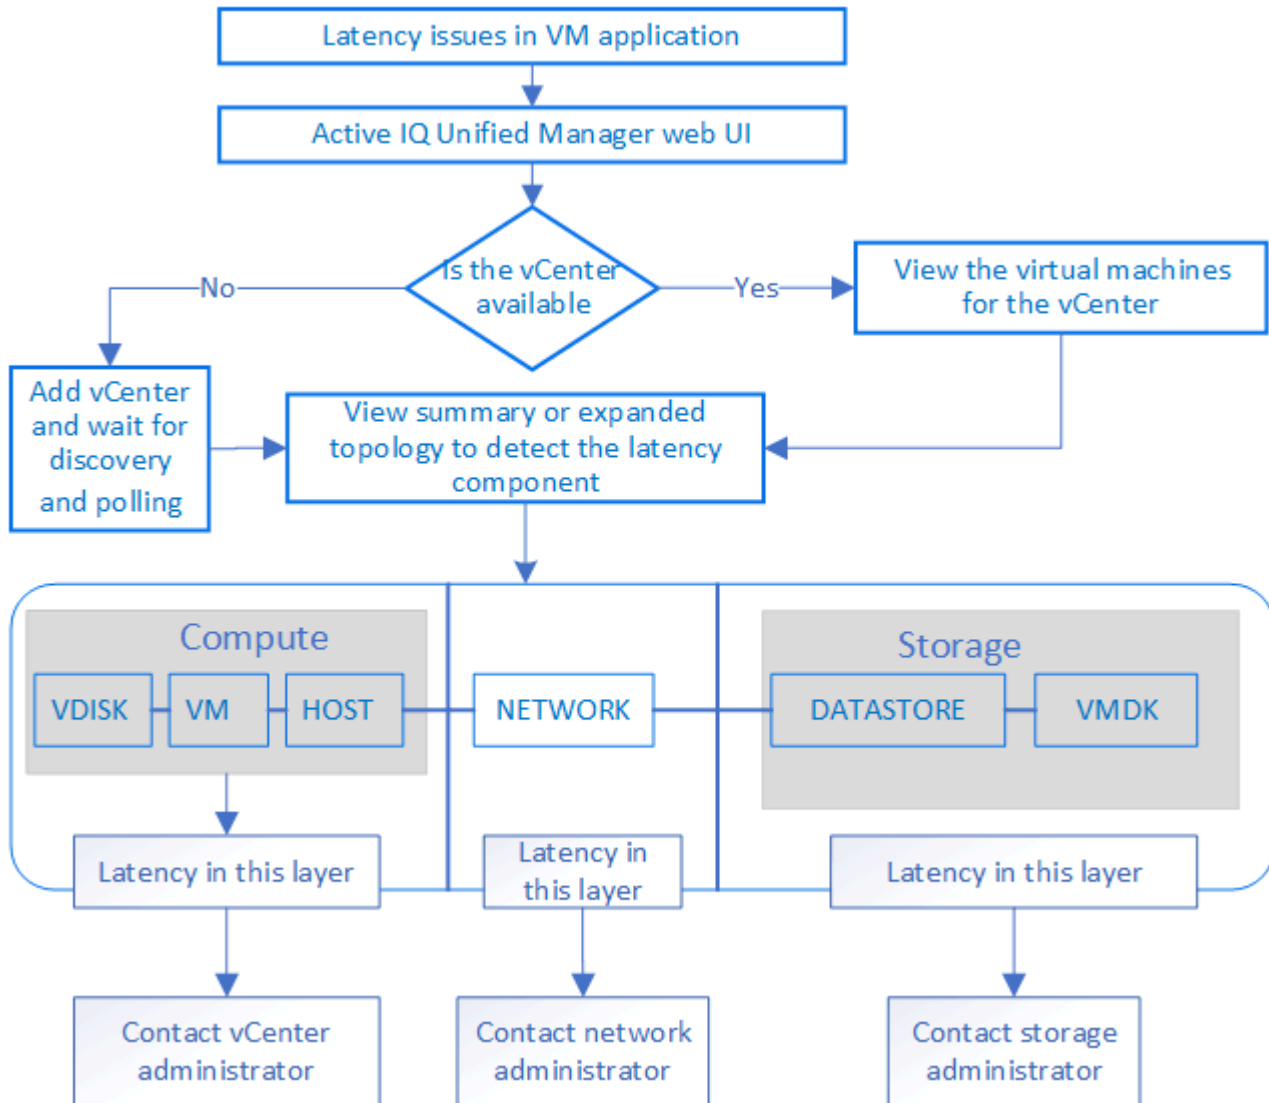 Latency issues in VM application
Active IQ Unified Manager web UI
Is the vCenter
available
No
Yes
View the virtual machines
for the vCenter
Add vCenter
and wait for
discovery
and polling
View summary or expanded
topology to detect the latency
component
Compute
Storage
VDISK
VM
HOST
NETWORK
DATASTORE
VMDK
Latency in this layer
Latency in
this layer
Latency in this layer
Contact vCenter
administrator
Contact network
administrator
Contact storage
administrator